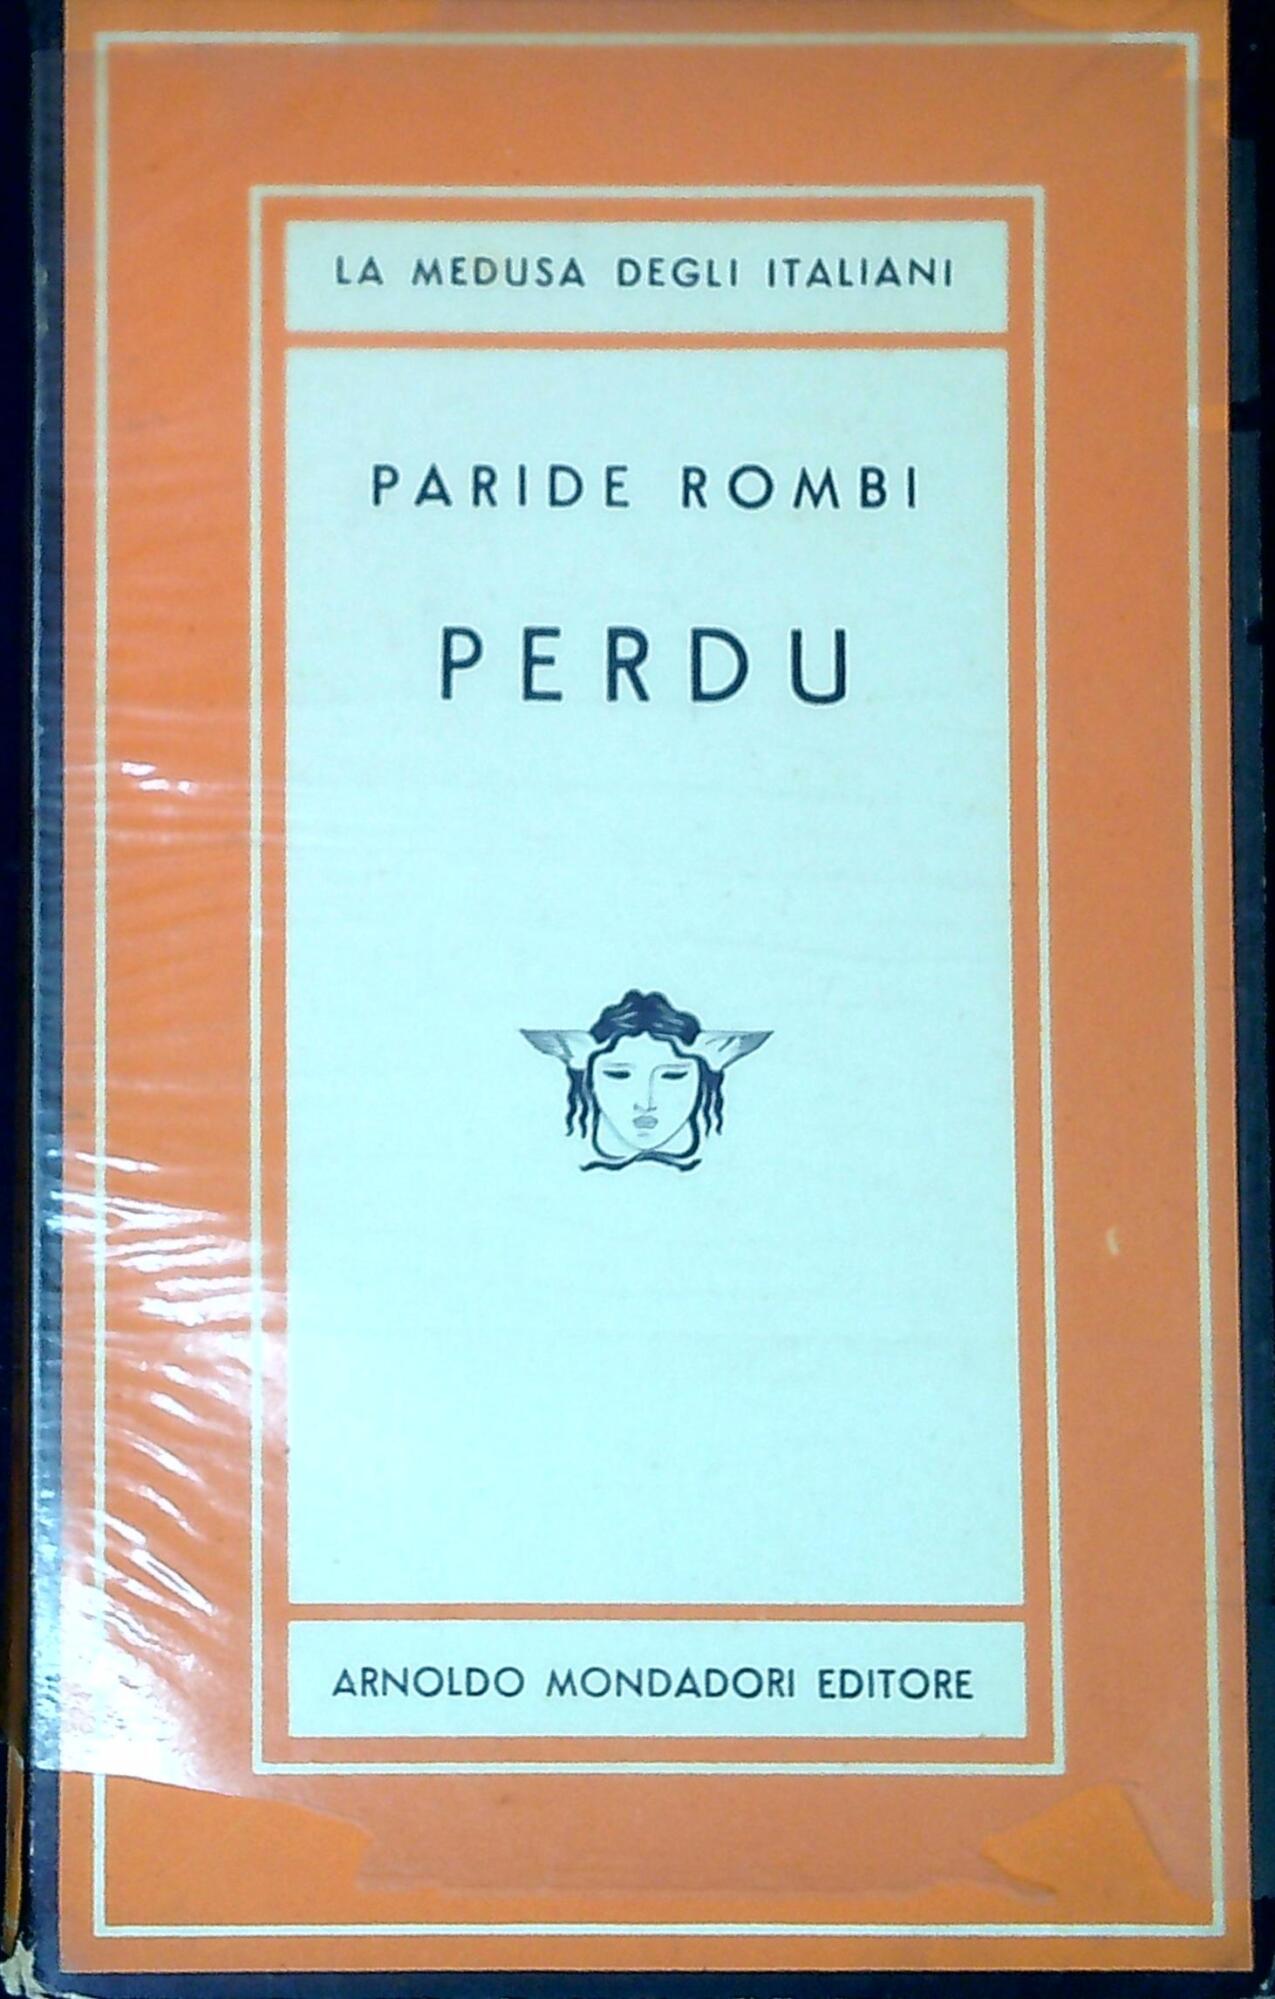 LA MEDUSA DEGLI ITALIANI
PARIDE ROMBI
PERDU
ARNOLDO MONDADORI EDITORE